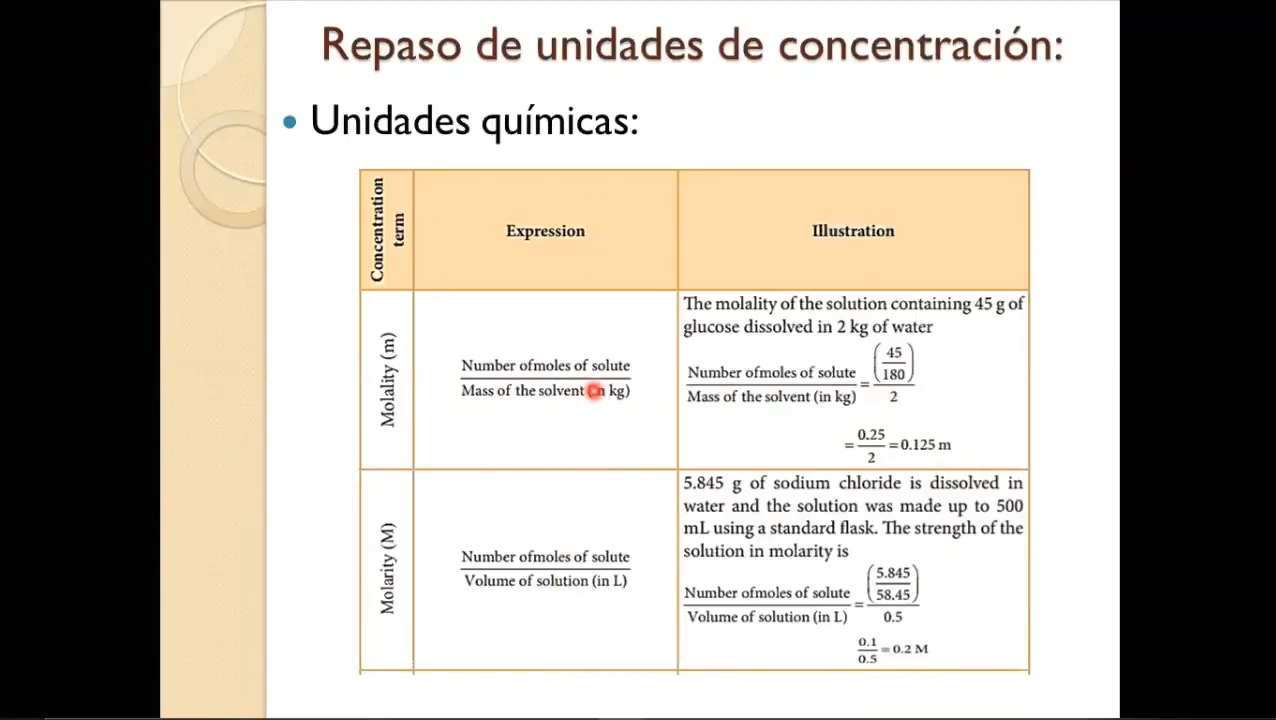 Repaso de unidades de concentración:
• Unidades químicas:
Concentration
term
Expression
Illustration
Molality (m)
Number ofmoles of solute
Mass of the solvent (in kg)
The molality of the solution containing 45 g of
glucose dissolved in 2 kg of water
Number ofmoles of solute
Mass of the solvent (in kg)
=
(45
180)
2
= 0.25
2
= 0.125 m
Molarity (M)
Number ofmoles of solute
Volume of solution (in L)
5.845 g of sodium chloride is dissolved in
water and the solution was made up to 500
mL using a standard flask. The strength of the
solution in molarity is
Number ofmoles of solute
Volume of solution (in L)
=
(5.845
58.45)
0.5
0.1
0.5
= 0.2 M